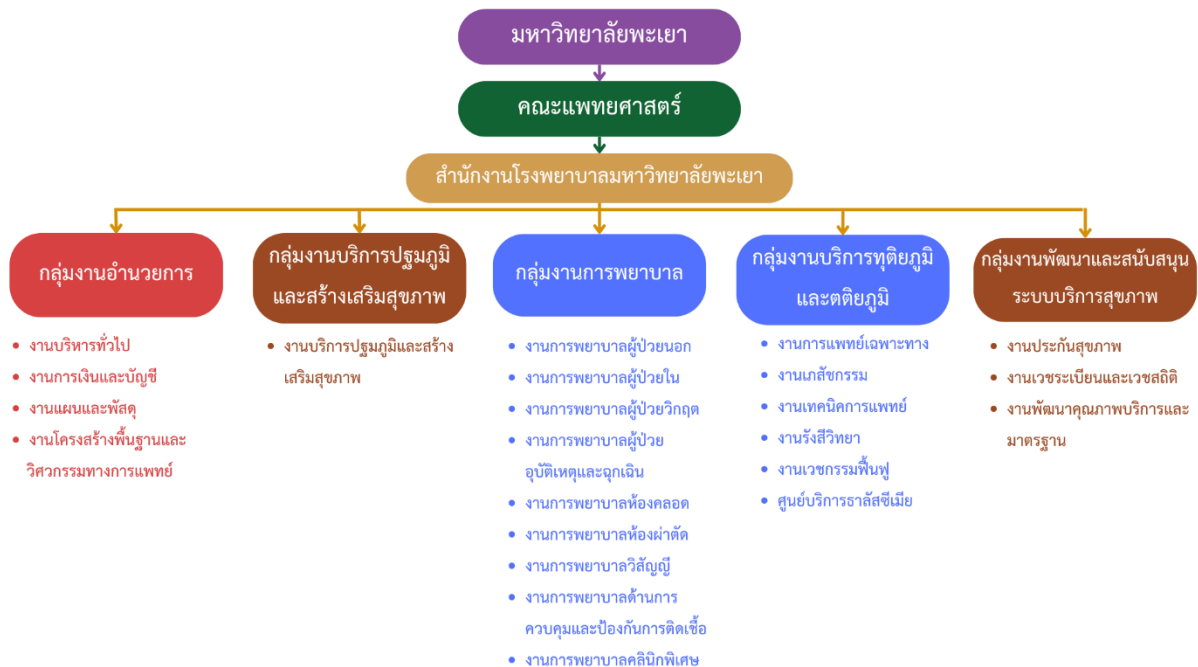 มหาวิทยาลัยพะเยา
คณะแพทยศาสตร์
สำนักงานโรงพยาบาลมหาวิทยาลัยพะเยา
กลุ่มงานอำนวยการ
• งานบริหารทั่วไป
• งานการเงินและบัญชี
• งานแผนและพัสดุ
• งานโครงสร้างพื้นฐานและ
วิศวกรรมทางการแพทย์
กลุ่มงานบริการปฐมภูมิ
และสร้างเสริมสุขภาพ
• งานบริการปฐมภูมิและสร้าง
เสริมสุขภาพ
กลุ่มงานการพยาบาล
• งานการพยาบาลผู้ป่วยนอก
• งานการพยาบาลผู้ป่วยใน
• งานการพยาบาลผู้ป่วยวิกฤต
• งานการพยาบาลผู้ป่วย
อุบัติเหตุและฉุกเฉิน
• งานการพยาบาลห้องคลอด
• งานการพยาบาลห้องผ่าตัด
• งานการพยาบาลวิสัญญี
• งานการพยาบาลด้านการ
ควบคุมและป้องกันการติดเชื้อ
• งานการพยาบาลคลินิกพิเศษ
กลุ่มงานบริการทุติยภูมิ
และตติยภูมิ
• งานการแพทย์เฉพาะทาง
• งานเภสัชกรรม
• งานเทคนิคการแพทย์
• งานรังสีวิทยา
• งานเวชกรรมฟื้นฟู
• ศูนย์บริการธาลัสซีเมีย
กลุ่มงานพัฒนาและสนับสนุน
ระบบบริการสุขภาพ
• งานประกันสุขภาพ
• งานเวชระเบียนและเวชสถิติ
• งานพัฒนาคุณภาพบริการและ
มาตรฐาน